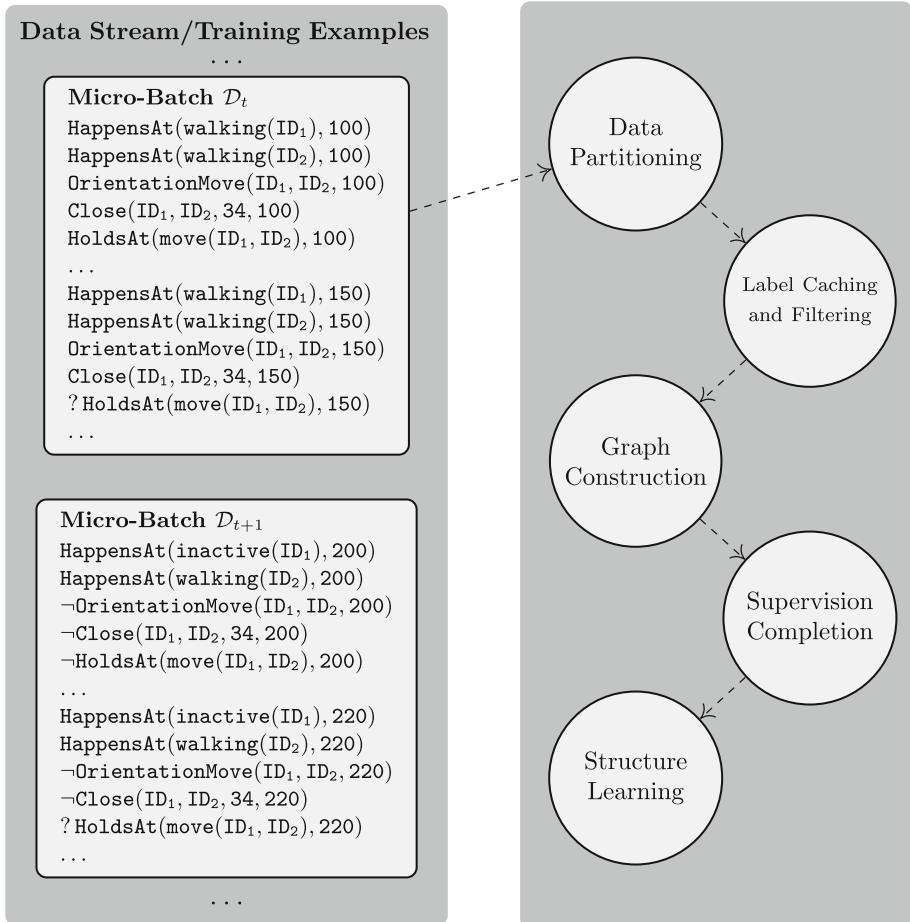 Data Stream/Training Examples
...
Micro-Batch 𝒟ₜ
HappensAt(walking(ID₁), 100)
HappensAt(walking(ID₂), 100)
OrientationMove(ID₁, ID₂, 100)
Close(ID₁, ID₂, 34, 100)
HoldsAt(move(ID₁, ID₂), 100)
...
HappensAt(walking(ID₁), 150)
HappensAt(walking(ID₂), 150)
OrientationMove(ID₁, ID₂, 150)
Close(ID₁, ID₂, 34, 150)
? HoldsAt(move(ID₁, ID₂), 150)
...
Micro-Batch 𝒟ₜ₊₁
HappensAt(inactive(ID₁), 200)
HappensAt(walking(ID₂), 200)
¬OrientationMove(ID₁, ID₂, 200)
¬Close(ID₁, ID₂, 34, 200)
¬HoldsAt(move(ID₁, ID₂), 200)
...
HappensAt(inactive(ID₁), 220)
HappensAt(walking(ID₂), 220)
¬OrientationMove(ID₁, ID₂, 220)
¬Close(ID₁, ID₂, 34, 220)
? HoldsAt(move(ID₁, ID₂), 220)
...
...
Data
Partitioning
Label Caching
and Filtering
Graph
Construction
Supervision
Completion
Structure
Learning